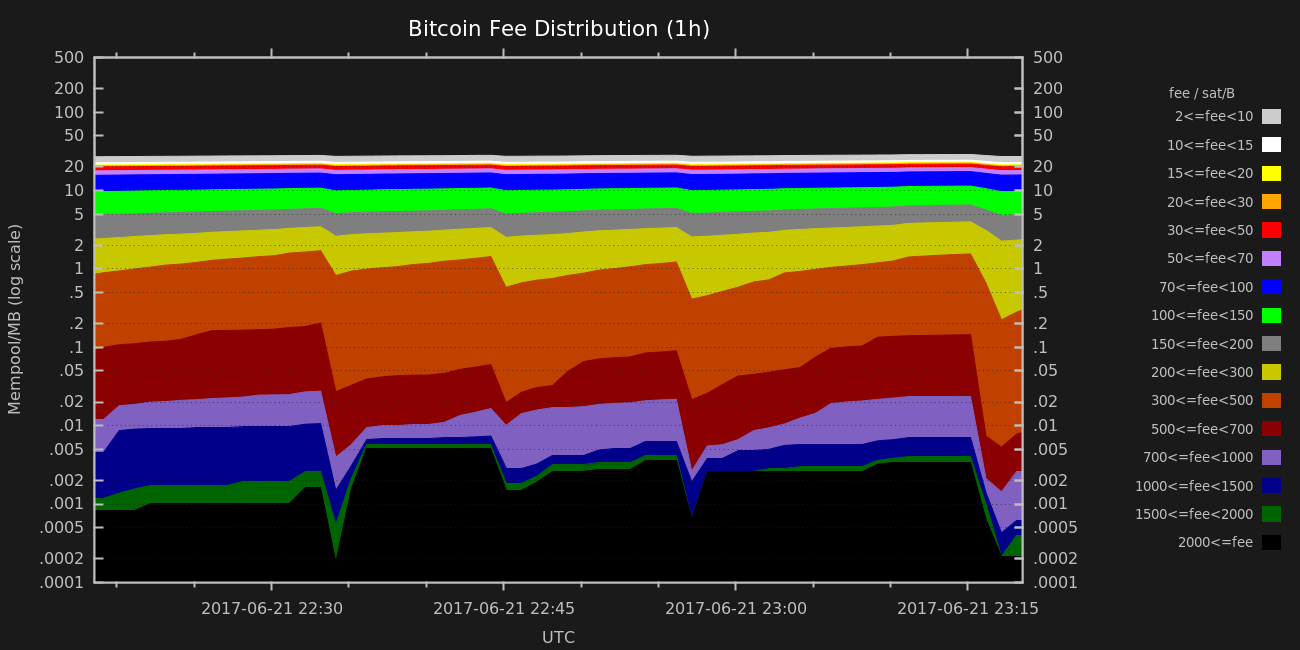 Bitcoin Fee Distribution (1h)
500 500
200 200
100 100
50 50
20 20
10 10
5 5
2 2
1 1
.5 .5
.2 .2
.1 .1
.05 .05
.02 .02
.01 .01
.005 .005
.002 .002
.001 .001
.0005 .0005
.0002 .0002
.0001 .0001
Mempool/MB (log scale)
2017-06-21 22:30 2017-06-21 22:45 2017-06-21 23:00 2017-06-21 23:15
UTC
fee / sat/B
2<=fee<10
10<=fee<15
15<=fee<20
20<=fee<30
30<=fee<50
50<=fee<70
70<=fee<100
100<=fee<150
150<=fee<200
200<=fee<300
300<=fee<500
500<=fee<700
700<=fee<1000
1000<=fee<1500
1500<=fee<2000
2000<=fee